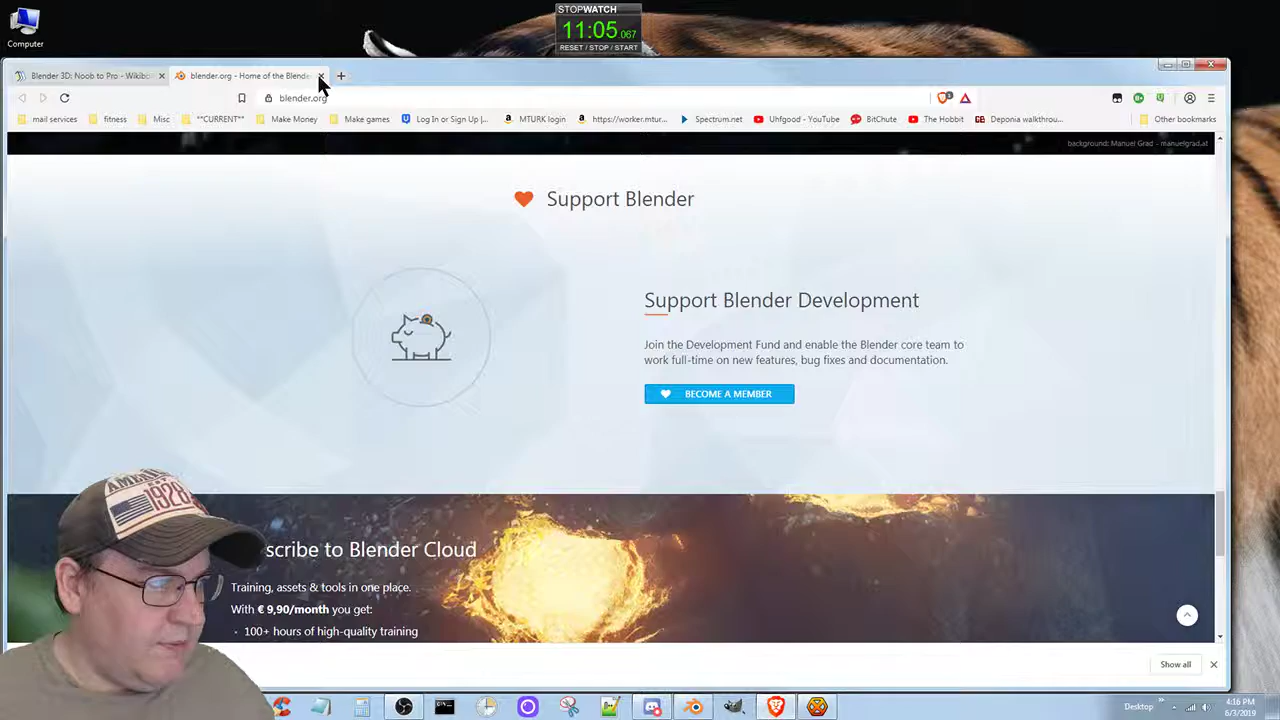 STOPWATCH
11:05.067
RESET / STOP / START
Computer
Blender 3D: Noob to Pro - Wikibo
blender.org - Home of the Blende
blender.org
mail services
fitness
Misc
**CURRENT**
Make Money
Make games
Log In or Sign Up |...
MTURK login
https://worker.mtur...
Spectrum.net
Uhfgood - YouTube
BitChute
The Hobbit
Deponia walkthrou...
Other bookmarks
background: Manuel Grad - manuelgrad.at
Support Blender
Support Blender Development
Join the Development Fund and enable the Blender core team to
work full-time on new features, bug fixes and documentation.
BECOME A MEMBER
AMERICA
1928
scribe to Blender Cloud
Training, assets & tools in one place.
With € 9,90/month you get:
· 100+ hours of high-quality training
Show all
Desktop
4:16 PM
6/3/2019